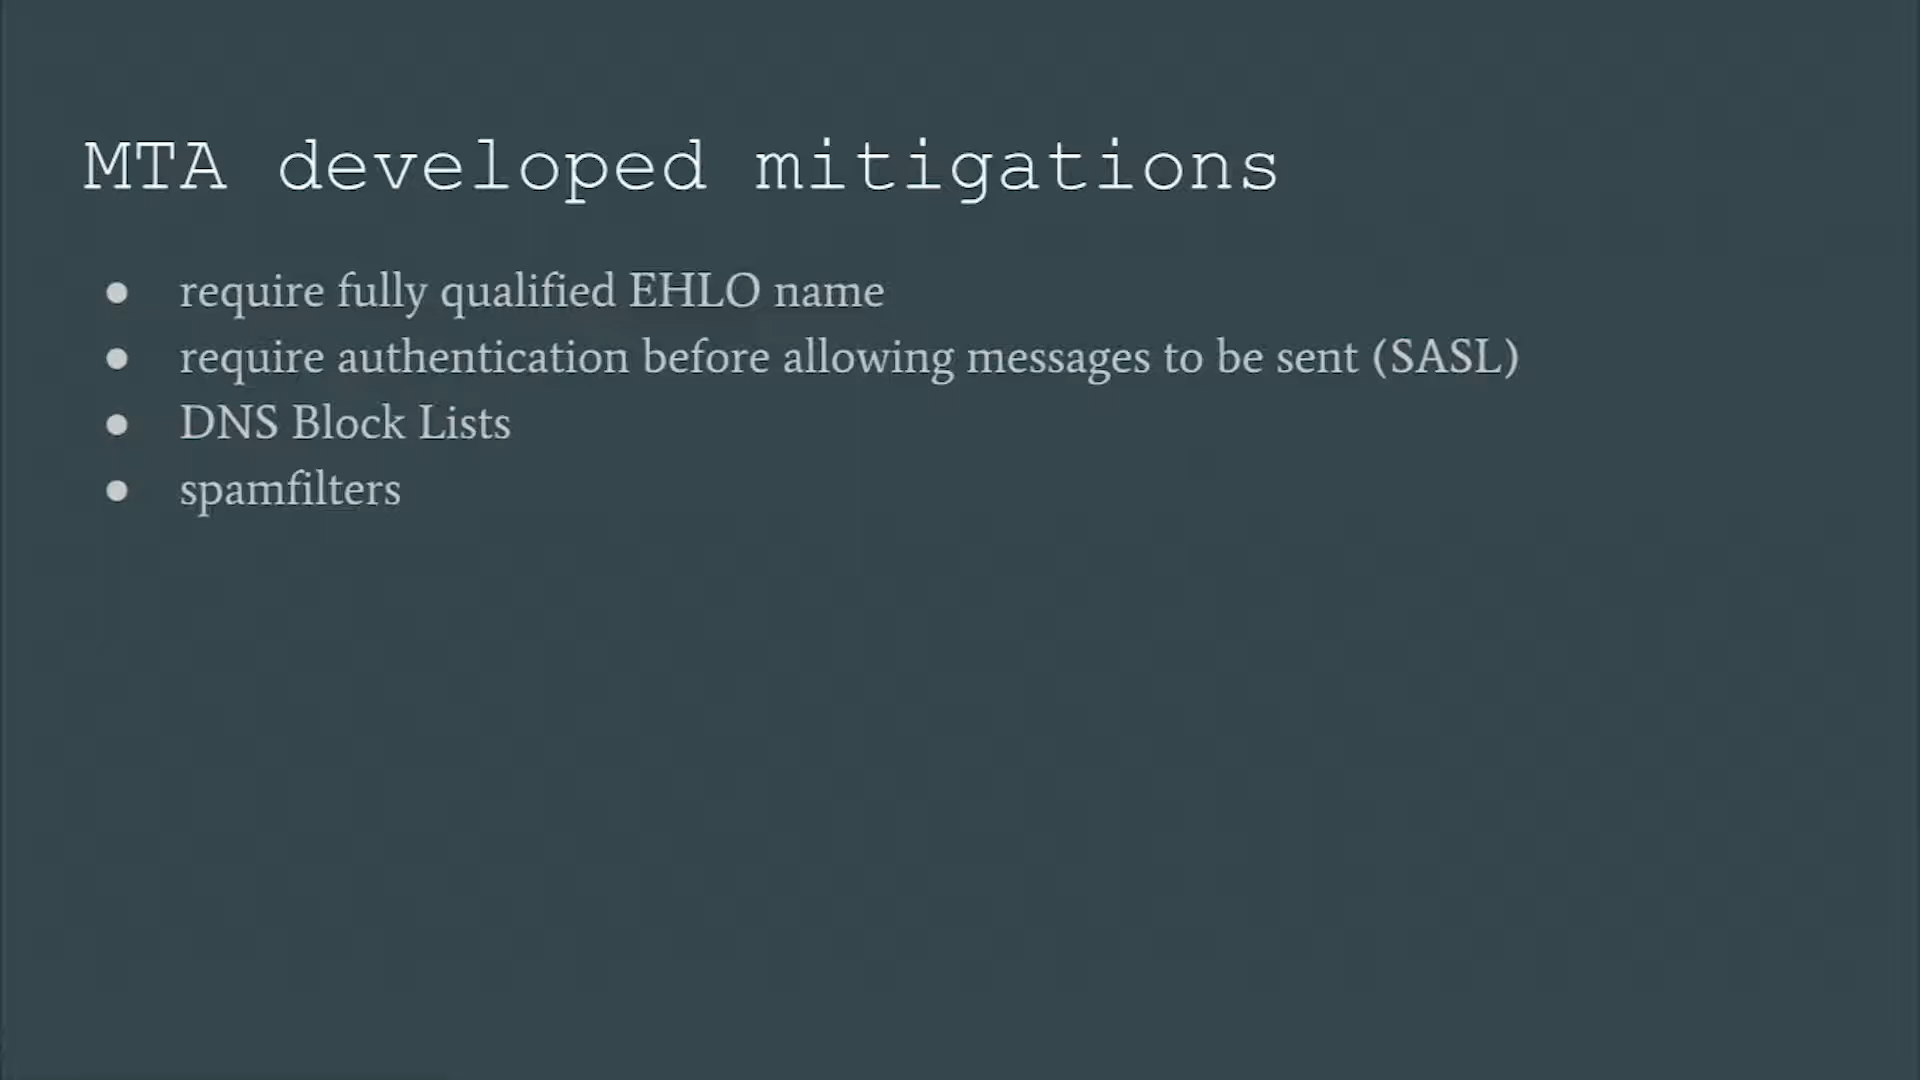 MTA developed mitigations
● require fully qualified EHLO name
● require authentication before allowing messages to be sent (SASL)
● DNS Block Lists
● spamfilters